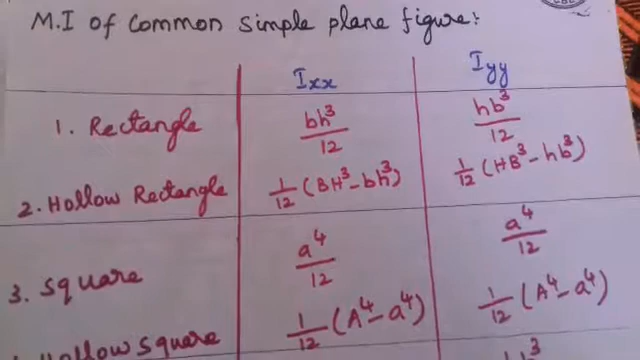 M.I of Common simple plane figure:
Ixx Iyy
1. Rectangle bh³/12 hb³/12
2. Hollow Rectangle 1/12 (BH³-bh³) 1/12 (HB³-hb³)
3. Square a⁴/12 a⁴/12
Hollow square 1/12 (A⁴-a⁴) 1/12 (A⁴-a⁴)